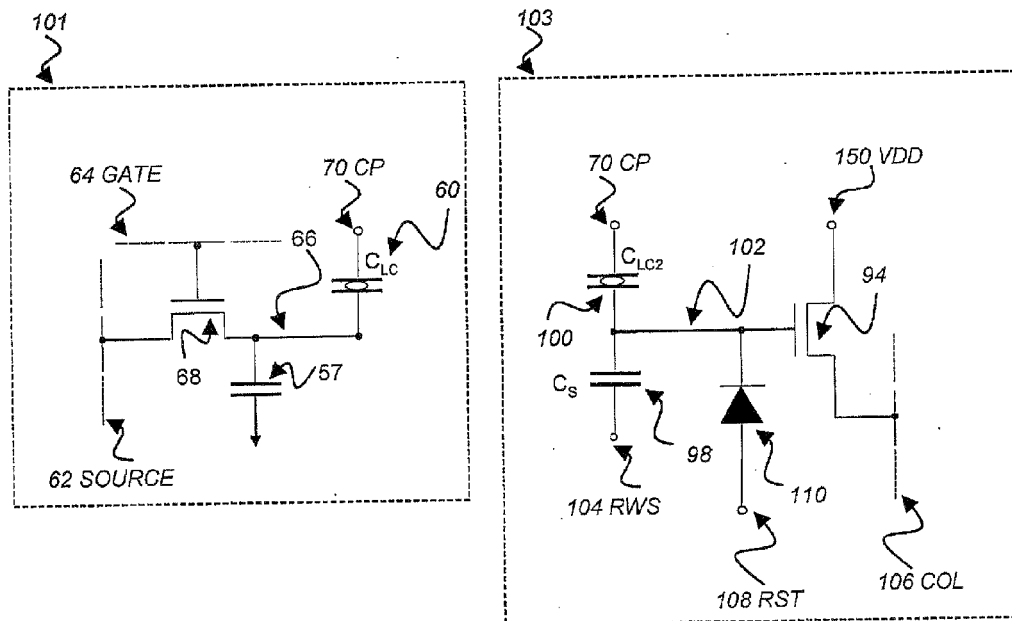 101
103
64 GATE
70 CP
60
66
CLC
68
57
62 SOURCE
70 CP
150 VDD
CLC2
102
94
100
CS
98
104 RWS
110
108 RST
106 COL